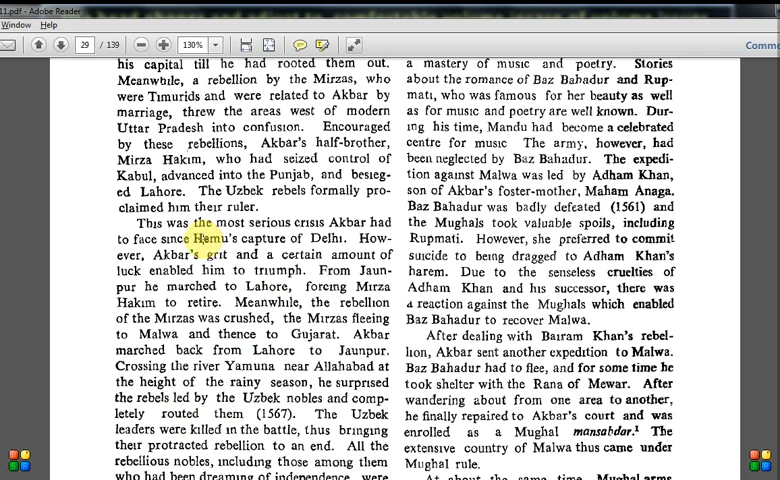 11.pdf - Adobe Reader
Window Help
29 / 139
130%
Comme
his capital till he had rooted them out.
Meanwhile, a rebellion by the Mirzas, who
were Timurids and were related to Akbar by
marriage, threw the areas west of modern
Uttar Pradesh into confusion. Encouraged
by these rebellions, Akbar's half-brother,
Mirza Hakim, who had seized control of
Kabul, advanced into the Punjab, and besieg-
ed Lahore. The Uzbek rebels formally pro-
claimed him their ruler.
This was the most serious crisis Akbar had
to face since Hemu's capture of Delhi. How-
ever, Akbar's grit and a certain amount of
luck enabled him to triumph. From Jaun-
pur he marched to Lahore, forcing Mirza
Hakim to retire. Meanwhile, the rebellion
of the Mirzas was crushed, the Mirzas fleeing
to Malwa and thence to Gujarat. Akbar
marched back from Lahore to Jaunpur.
Crossing the river Yamuna near Allahabad at
the height of the rainy season, he surprised
the rebels led by the Uzbek nobles and comp-
letely routed them (1567). The Uzbek
leaders were killed in the battle, thus bringing
their protracted rebellion to an end. All the
rebellious nobles, including those among them
who had been dreaming of independence, were
a mastery of music and poetry. Stories
about the romance of Baz Bahadur and Rup-
mati, who was famous for her beauty as well
as for music and poetry are well known. Dur-
ing his time, Mandu had become a celebrated
centre for music The army, however, had
been neglected by Baz Bahadur. The expedi-
tion against Malwa was led by Adham Khan,
son of Akbar's foster-mother, Maham Anaga.
Baz Bahadur was badly defeated (1561) and
the Mughals took valuable spoils, including
Rupmati. However, she preferred to commit
suicide to being dragged to Adham Khan's
harem. Due to the senseless cruelties of
Adham Khan and his successor, there was
a reaction against the Mughals which enabled
Baz Bahadur to recover Malwa.
After dealing with Bairam Khan's rebel-
lion, Akbar sent another expedition to Malwa.
Baz Bahadur had to flee, and for some time he
took shelter with the Rana of Mewar. After
wandering about from one area to another,
he finally repaired to Akbar's court and was
enrolled as a Mughal mansabdar.¹ The
extensive country of Malwa thus came under
Mughal rule.
At about the same time, Mughal arms